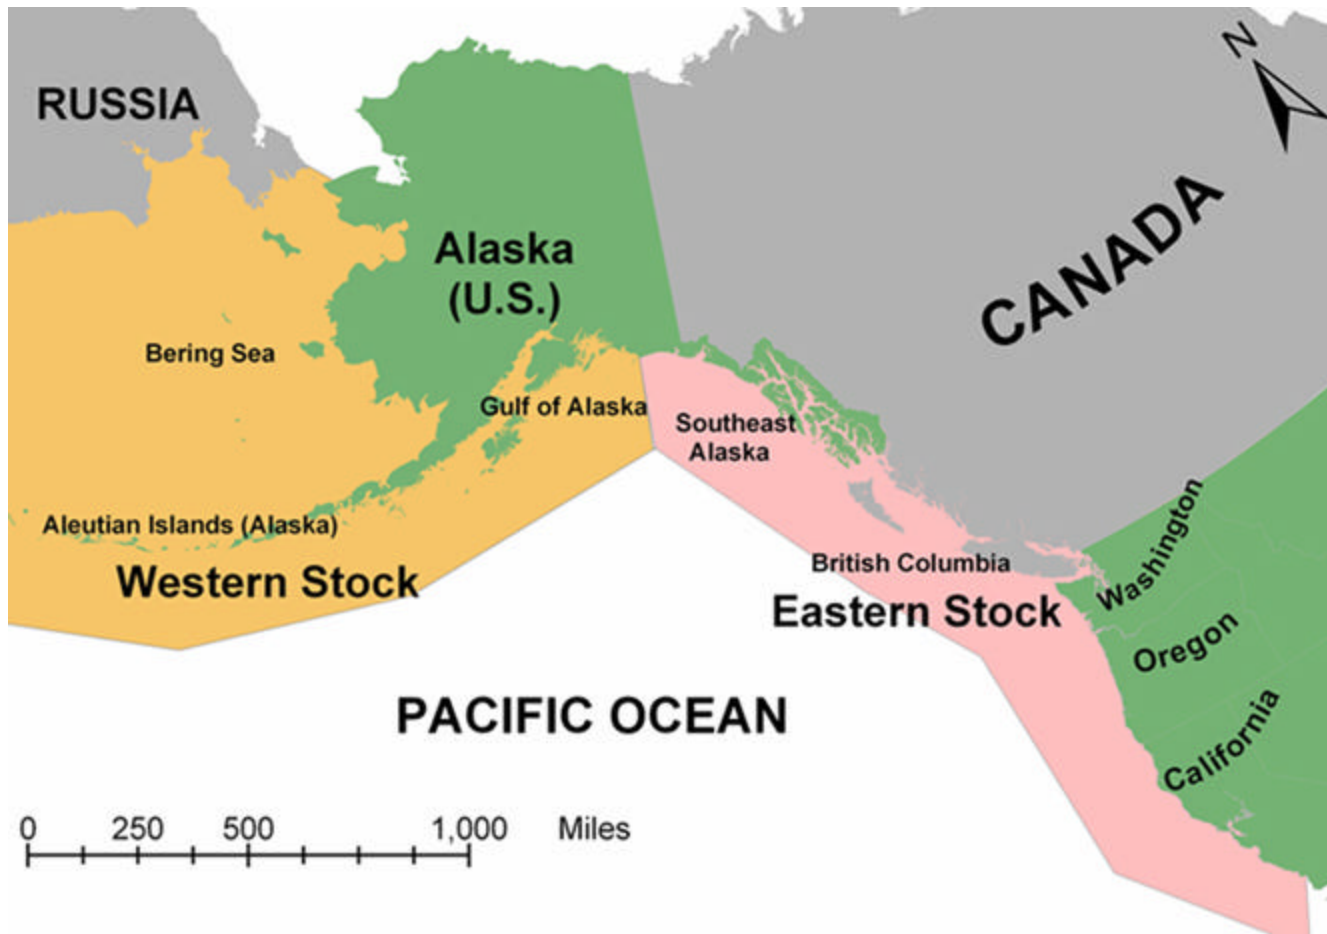 N
RUSSIA
CANADA
Alaska
(U.S.)
Bering Sea
Gulf of Alaska
Southeast
Alaska
Aleutian Islands (Alaska)
Western Stock
British Columbia
Eastern Stock
Washington
Oregon
California
PACIFIC OCEAN
0 250 500 1,000 Miles